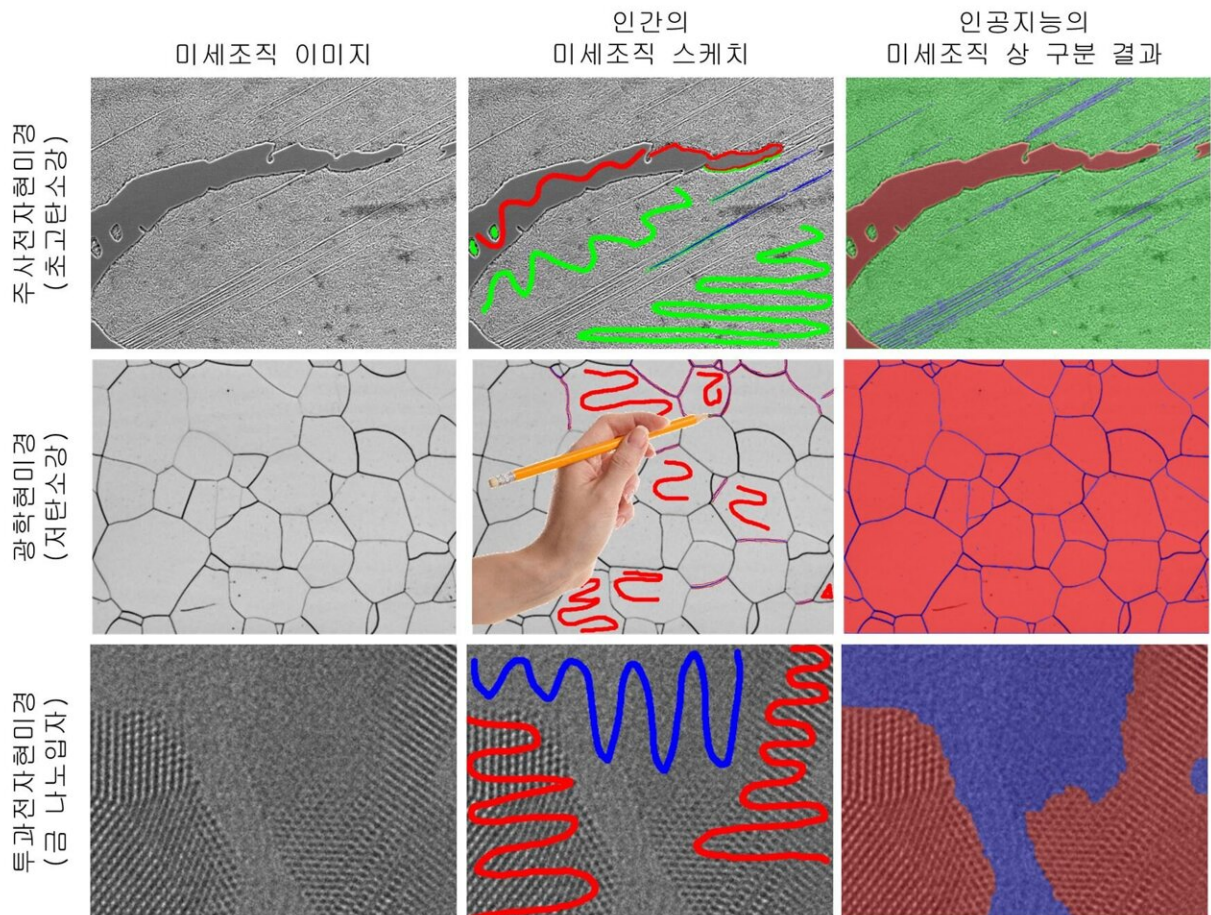 미세조직 이미지
인간의
미세조직 스케치
인공지능의
미세조직 상 구분 결과
주사전자현미경
(초고탄소강)
광학현미경
(저탄소강)
투과전자현미경
(금 나노입자)